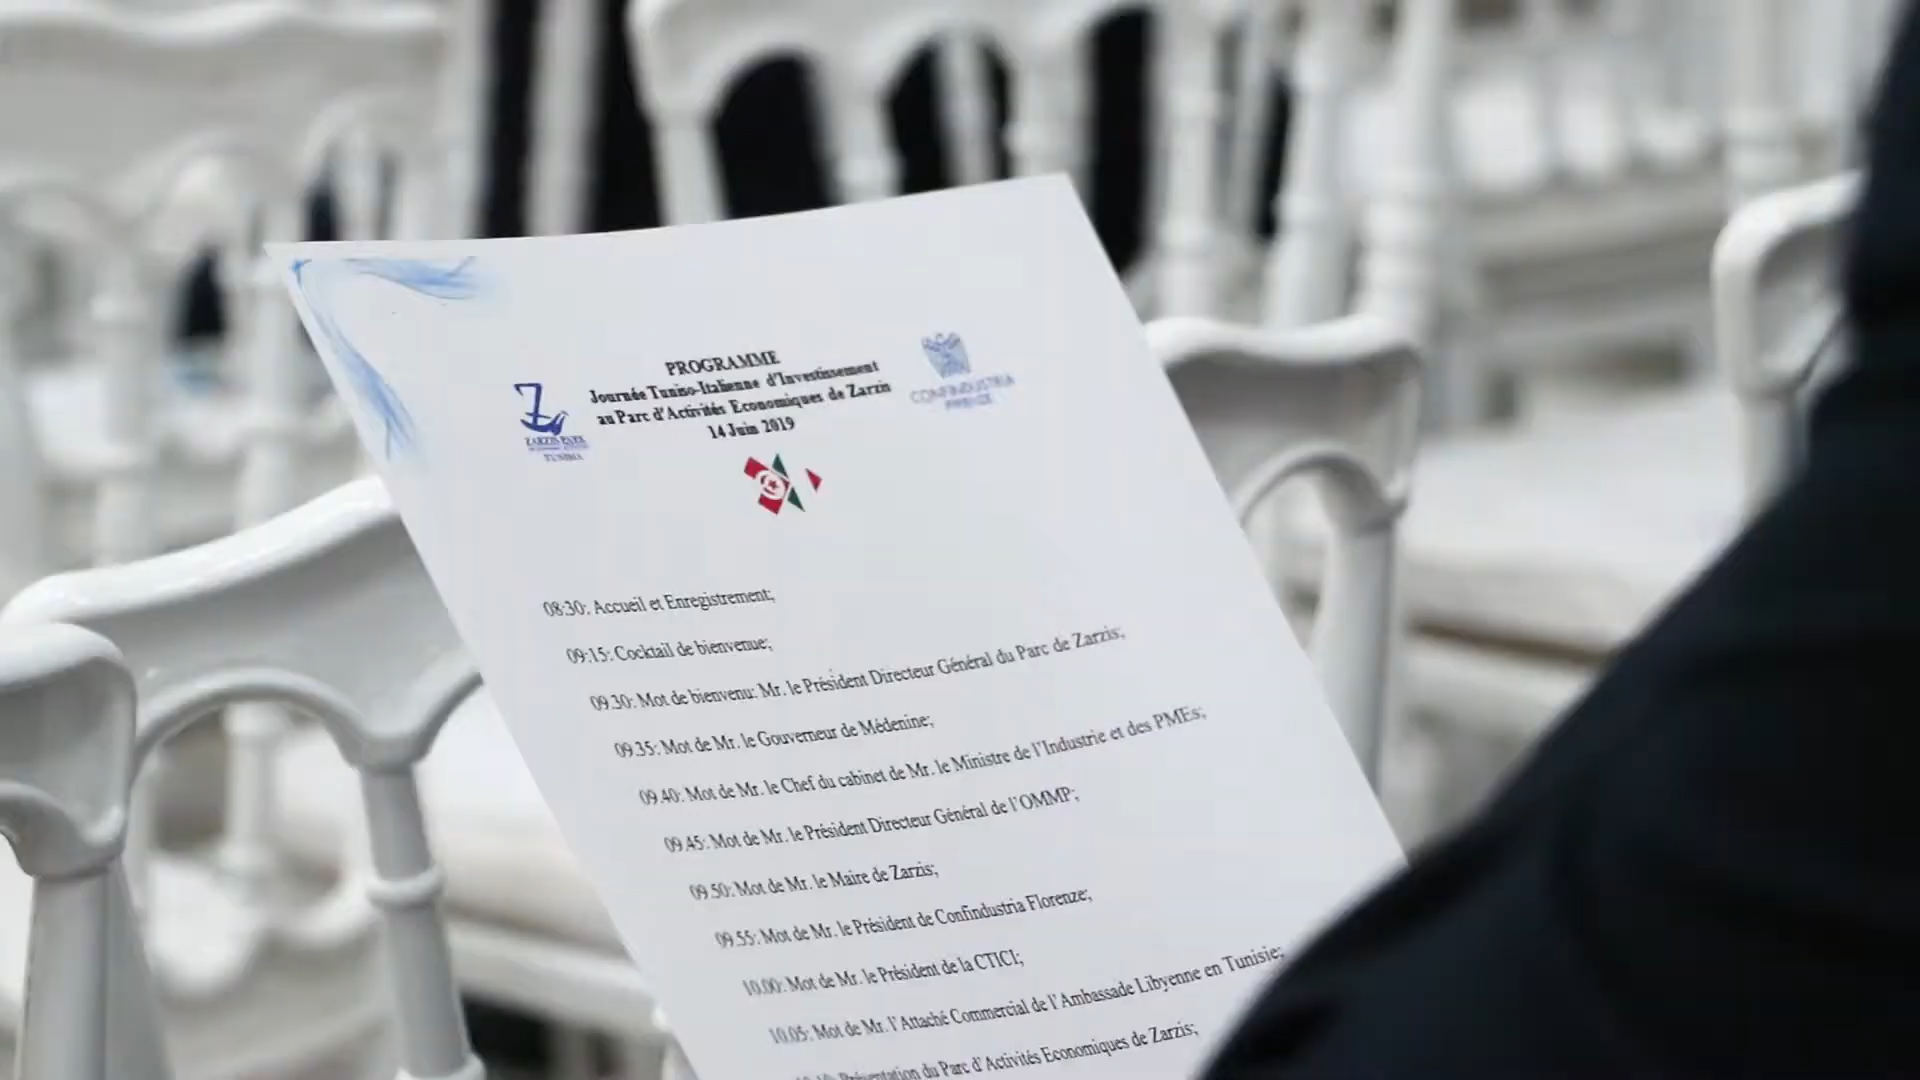 PROGRAMME
Journée Tuniso-Italienne d'Investissement
au Parc d'Activités Economiques de Zarzis
14 Juin 2019
ZARZIS PARK
TUNISIA
CONFINDUSTRIA
FIRENZE
08:30: Accueil et Enregistrement;
09:15: Cocktail de bienvenue;
09.30: Mot de bienvenu: Mr. le Président Directeur Général du Parc de Zarzis;
09.35: Mot de Mr. le Gouverneur de Médenine;
09.40: Mot de Mr. le Chef du cabinet de Mr. le Ministre de l'Industrie et des PMEs;
09.45: Mot de Mr. le Président Directeur Général de l'OMMP;
09.50: Mot de Mr. le Maire de Zarzis;
09.55: Mot de Mr. le Président de Confindustria Florenze;
10.00: Mot de Mr. le Président de la CTICI;
10.05: Mot de Mr. l'Attaché Commercial de l'Ambassade Libyenne en Tunisie;
Présentation du Parc d'Activités Economiques de Zarzis;